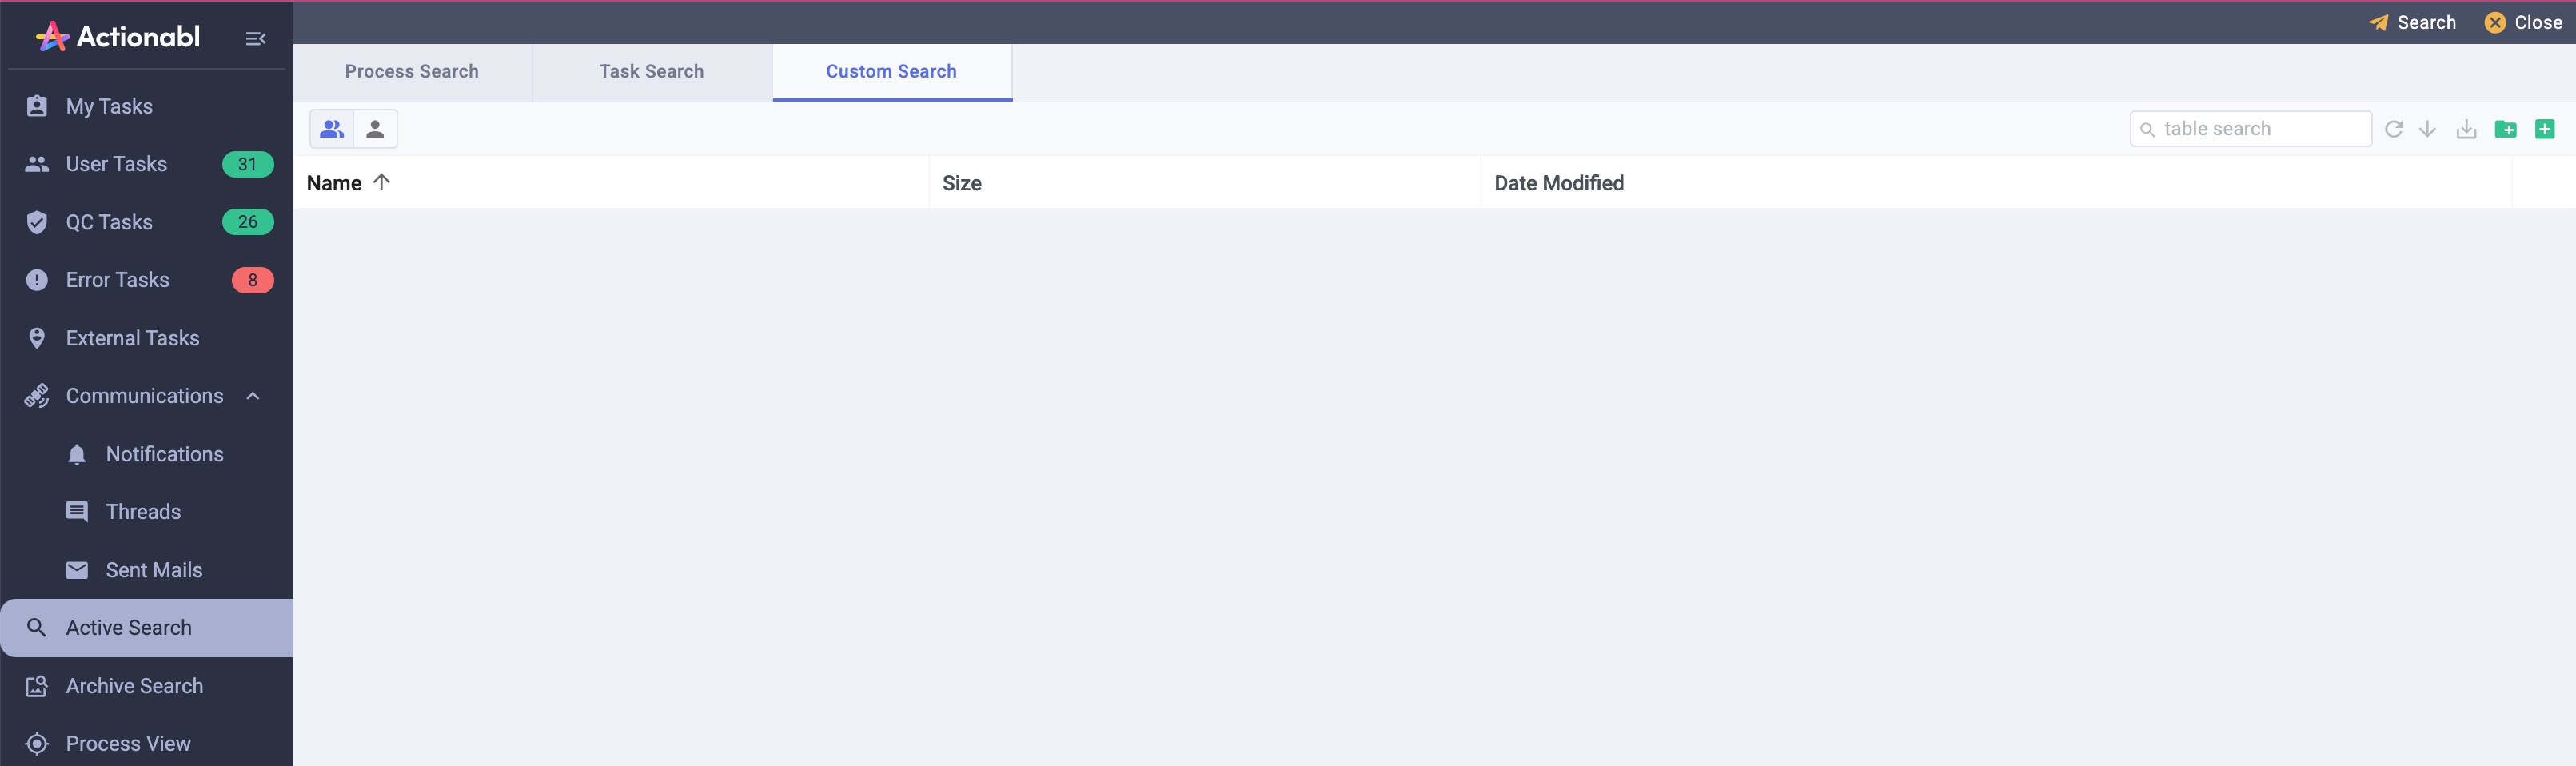 Actionabl
Search
Close
Process Search
Task Search
Custom Search
table search
Name
Size
Date Modified
My Tasks
User Tasks
31
QC Tasks
26
Error Tasks
8
External Tasks
Communications
Notifications
Threads
Sent Mails
Active Search
Archive Search
Process View